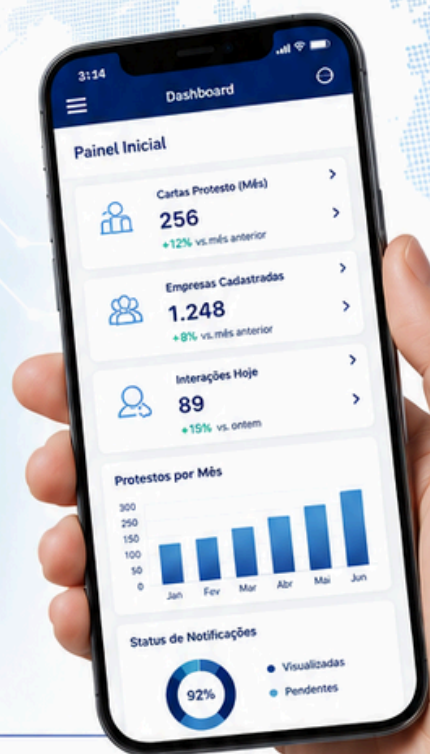 3:14
Dashboard
Painel Inicial
Cartas Protesto (Mês)
256
+12% vs. mês anterior
Empresas Cadastradas
1.248
+8% vs. mês anterior
Interações Hoje
89
+15% vs. ontem
Protestos por Mês
300
250
150
100
50
0
Jan Fev Mar Abr Mai Jun
Status de Notificações
92%
Visualizadas
Pendentes